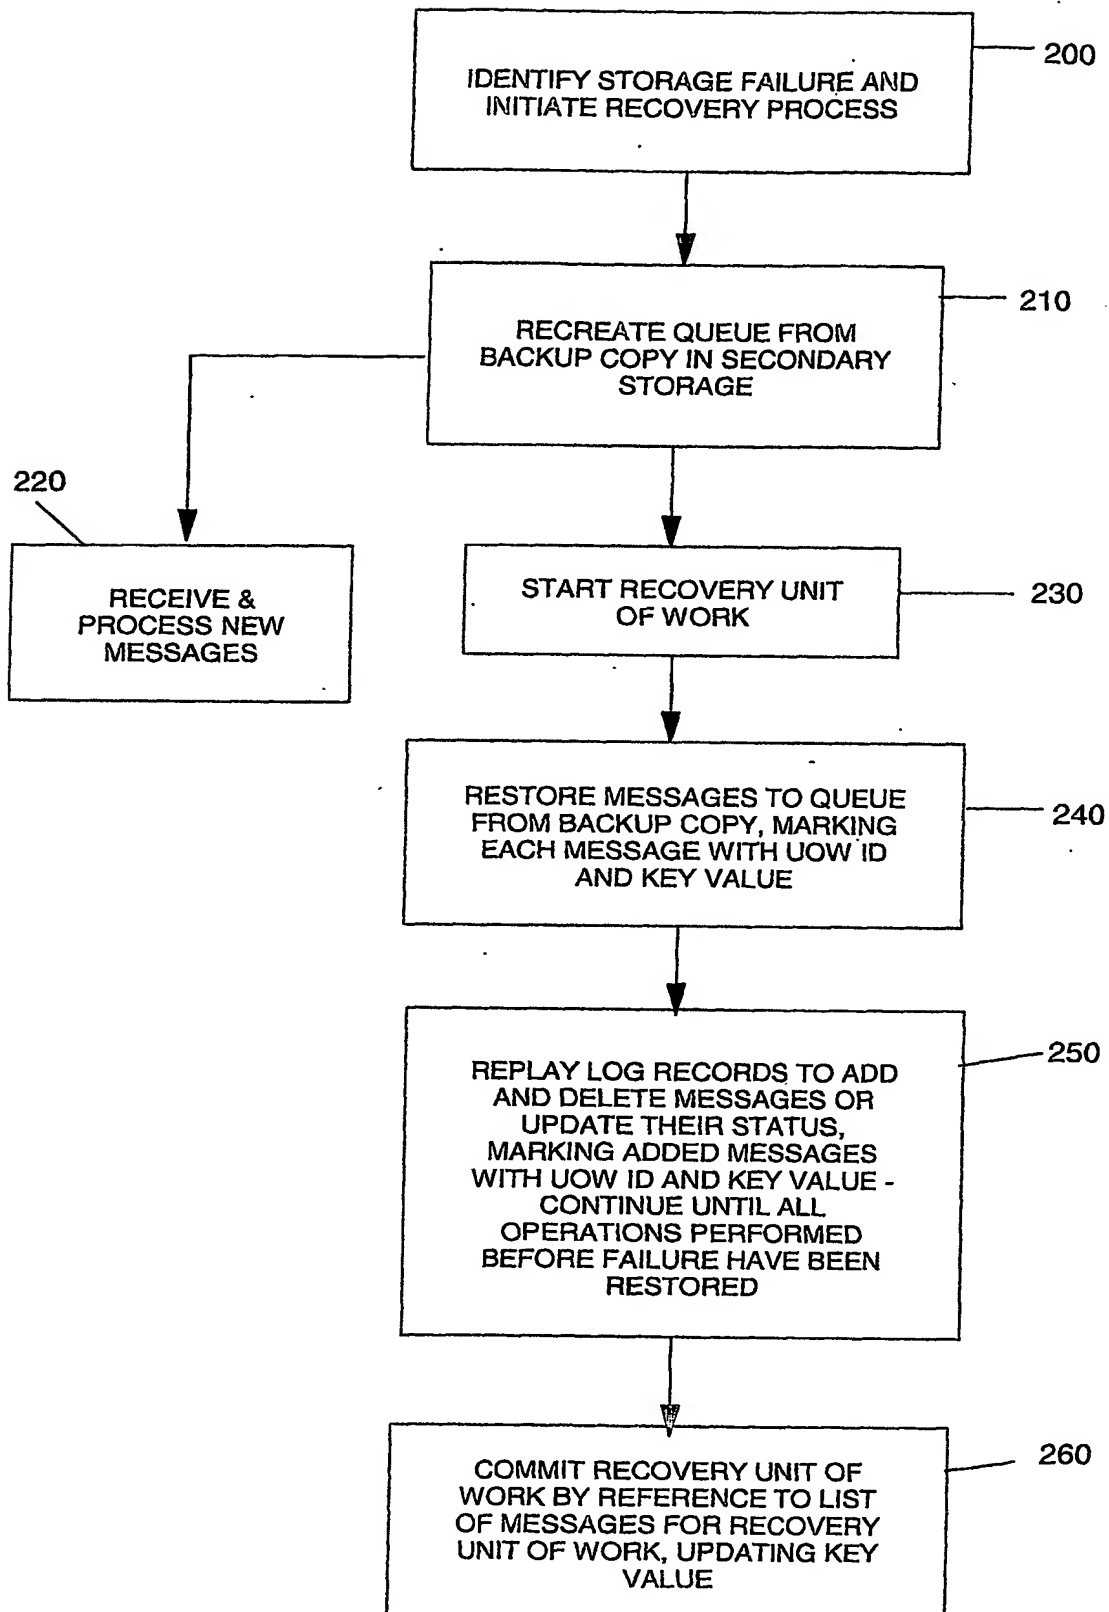 200
IDENTIFY STORAGE FAILURE AND
INITIATE RECOVERY PROCESS
210
RECREATE QUEUE FROM
BACKUP COPY IN SECONDARY
STORAGE
220
RECEIVE &
PROCESS NEW
MESSAGES
START RECOVERY UNIT
OF WORK
230
RESTORE MESSAGES TO QUEUE
FROM BACKUP COPY, MARKING
EACH MESSAGE WITH UOW ID
AND KEY VALUE
240
250
REPLAY LOG RECORDS TO ADD
AND DELETE MESSAGES OR
UPDATE THEIR STATUS,
MARKING ADDED MESSAGES
WITH UOW ID AND KEY VALUE -
CONTINUE UNTIL ALL
OPERATIONS PERFORMED
BEFORE FAILURE HAVE BEEN
RESTORED
260
COMMIT RECOVERY UNIT OF
WORK BY REFERENCE TO LIST
OF MESSAGES FOR RECOVERY
UNIT OF WORK, UPDATING KEY
VALUE